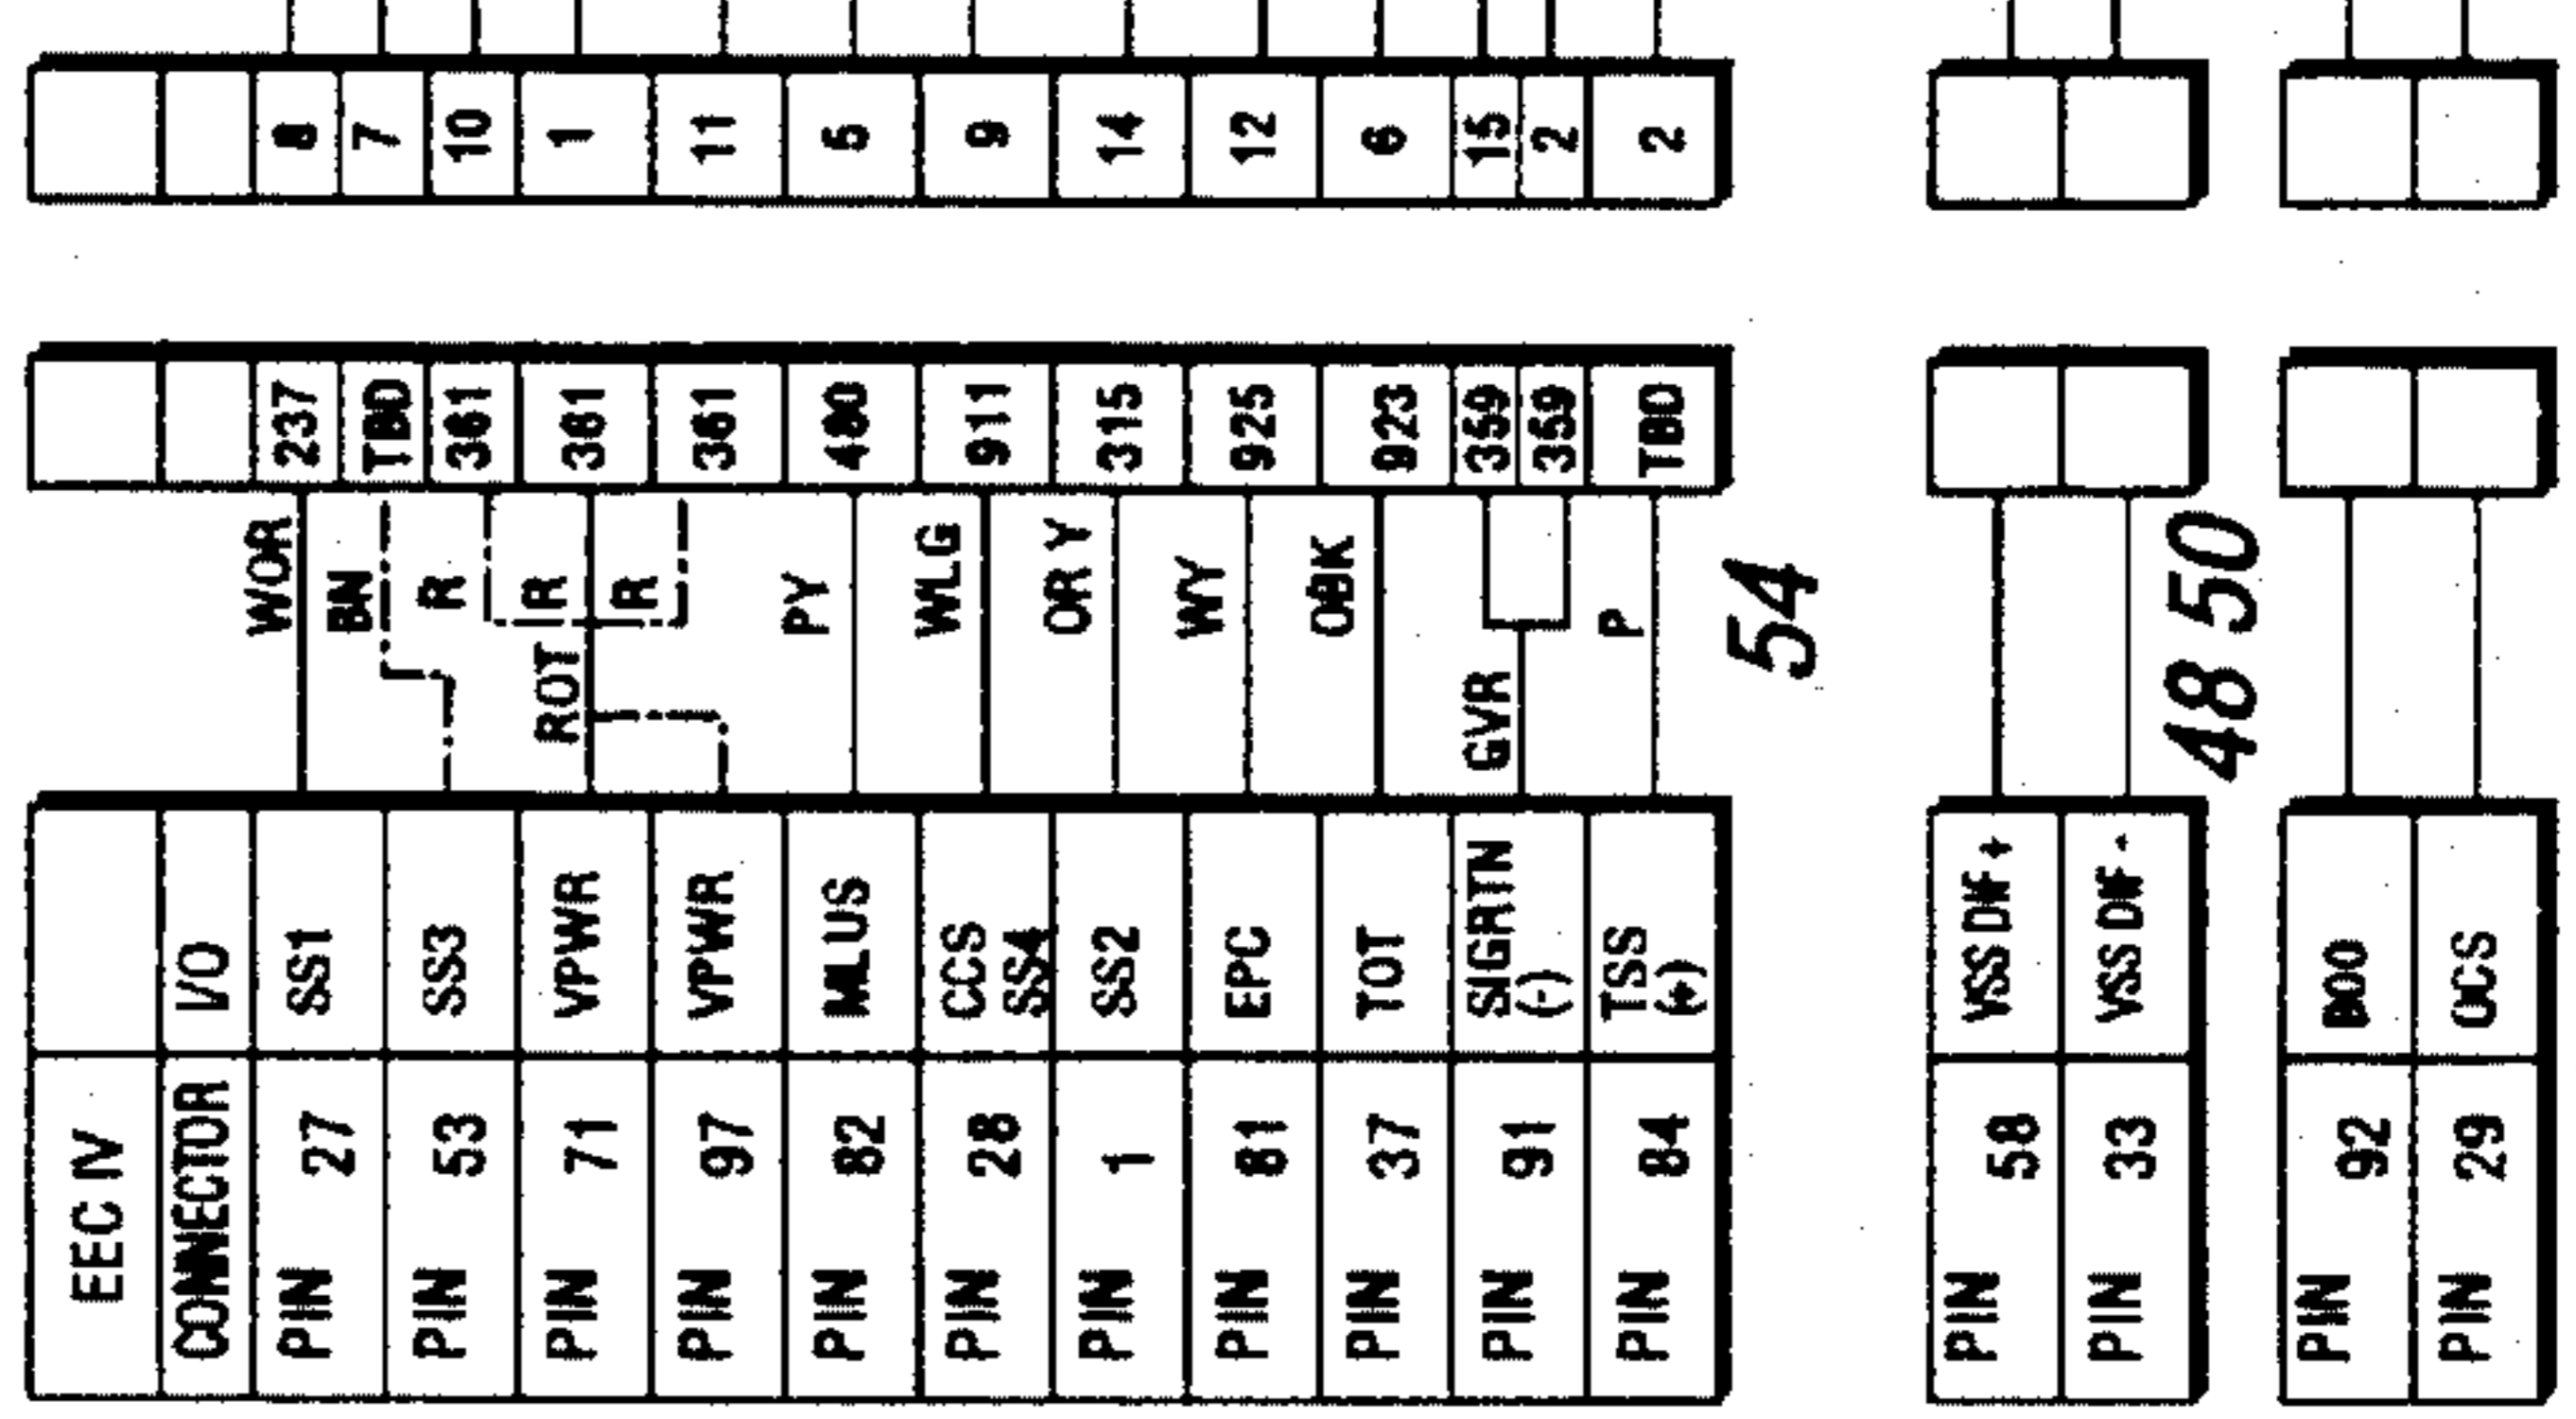 EEC IV
CONNECTOR I/O
PIN 27 SS1 WOR 237 8
PIN 53 SS3 BN TBD 7
R 361 10
PIN 71 VPWR ROT R 361 1
PIN 97 VPWR R 361 11
PIN 82 MLUS PY 480 5
PIN 28 CCS SS4 WLG 911 9
PIN 1 SS2 OR Y 315 14
PIN 81 EPC WY 925 12
PIN 37 TOT OBK 923 6
PIN 91 SIGRTN (-) GVR 359 15
359 2
PIN 84 TSS (+) P TBD 2
54
PIN 58 VSS DIF +
PIN 33 VSS DIF -
48 50
PIN 92 BOO
PIN 29 OCS